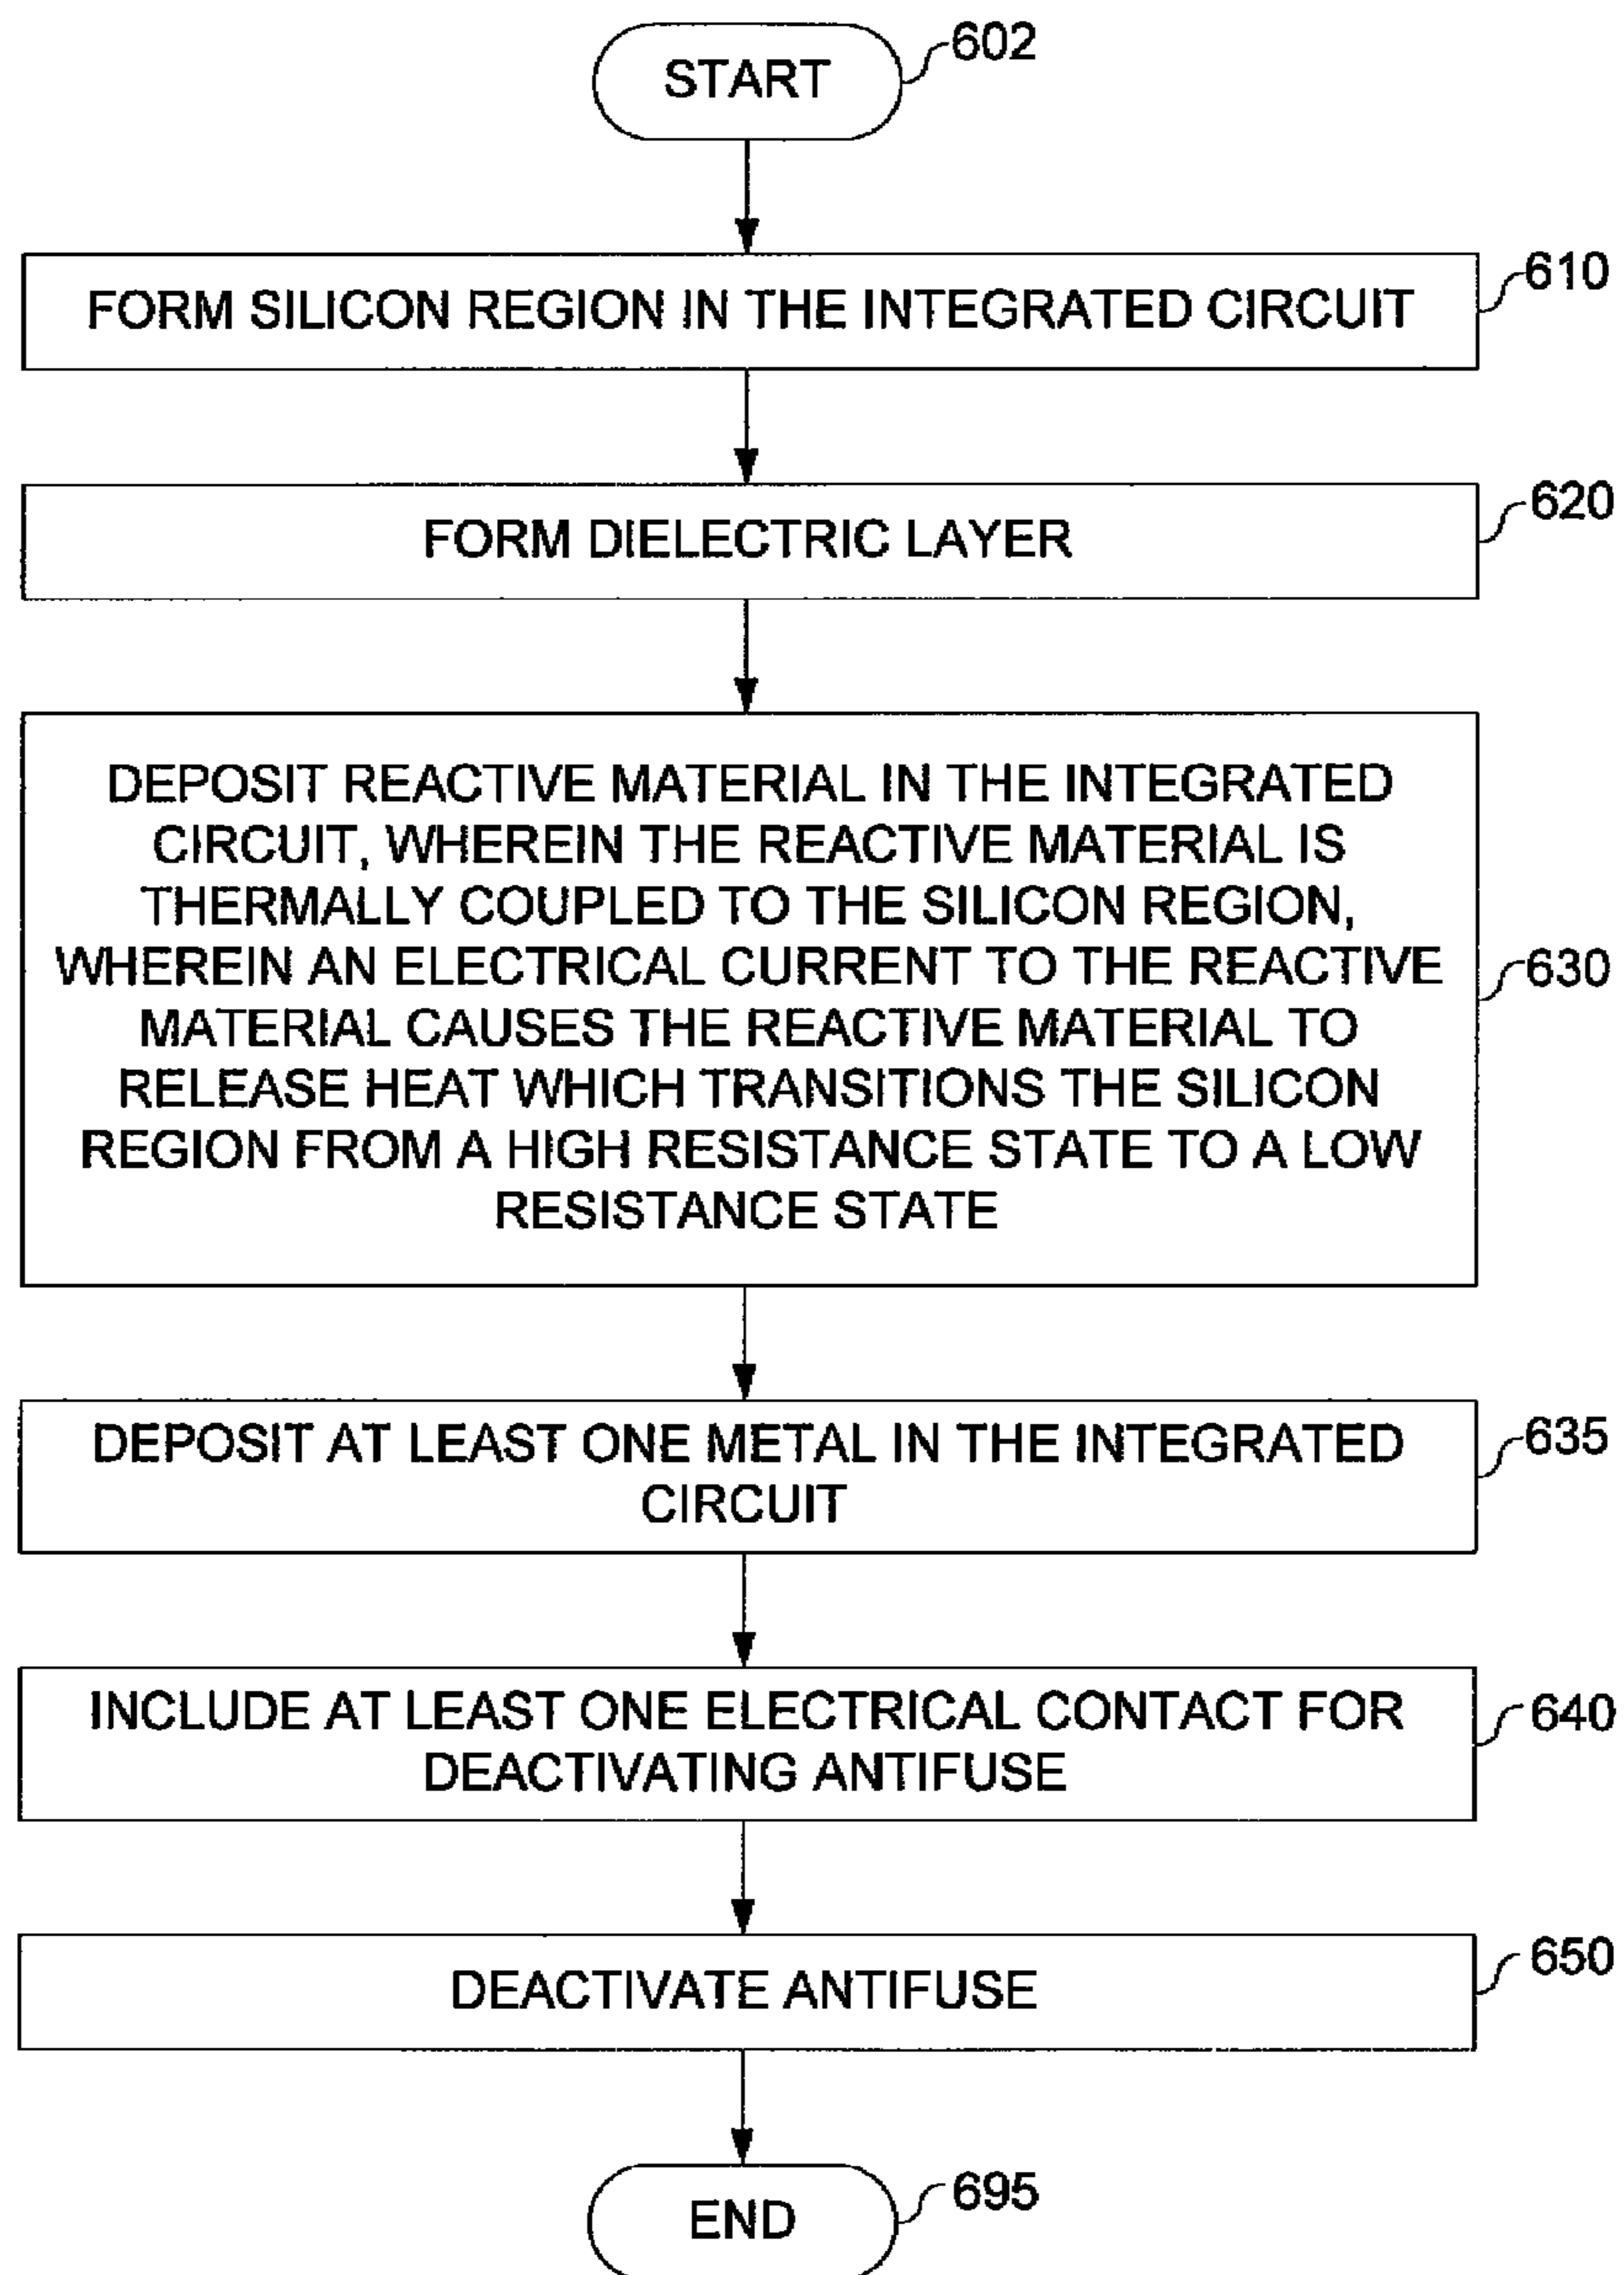 START
602
FORM SILICON REGION IN THE INTEGRATED CIRCUIT
610
FORM DIELECTRIC LAYER
620
DEPOSIT REACTIVE MATERIAL IN THE INTEGRATED
CIRCUIT, WHEREIN THE REACTIVE MATERIAL IS
THERMALLY COUPLED TO THE SILICON REGION,
WHEREIN AN ELECTRICAL CURRENT TO THE REACTIVE
MATERIAL CAUSES THE REACTIVE MATERIAL TO
RELEASE HEAT WHICH TRANSITIONS THE SILICON
REGION FROM A HIGH RESISTANCE STATE TO A LOW
RESISTANCE STATE
630
DEPOSIT AT LEAST ONE METAL IN THE INTEGRATED
CIRCUIT
635
INCLUDE AT LEAST ONE ELECTRICAL CONTACT FOR
DEACTIVATING ANTIFUSE
640
DEACTIVATE ANTIFUSE
650
END
695